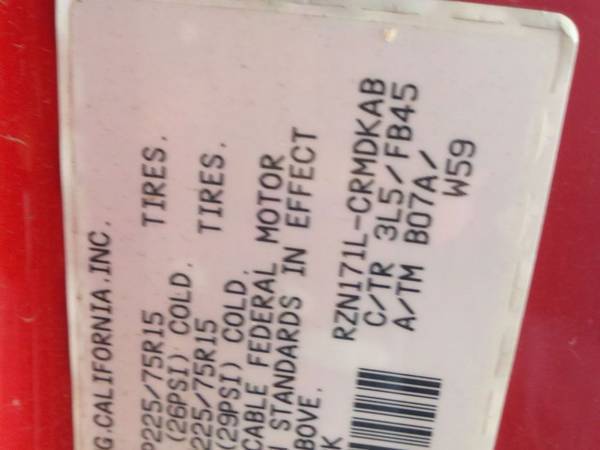 G.CALIFORNIA.INC.
P225/75R15 TIRES.
(26PSI) COLD.
225/75R15 TIRES.
(29PSI) COLD.
CABLE FEDERAL MOTOR
STANDARDS IN EFFECT
BOVE.
K RZN171L-CRMDKAB
C/TR 3L5/FB45
A/TM B07A/
W59